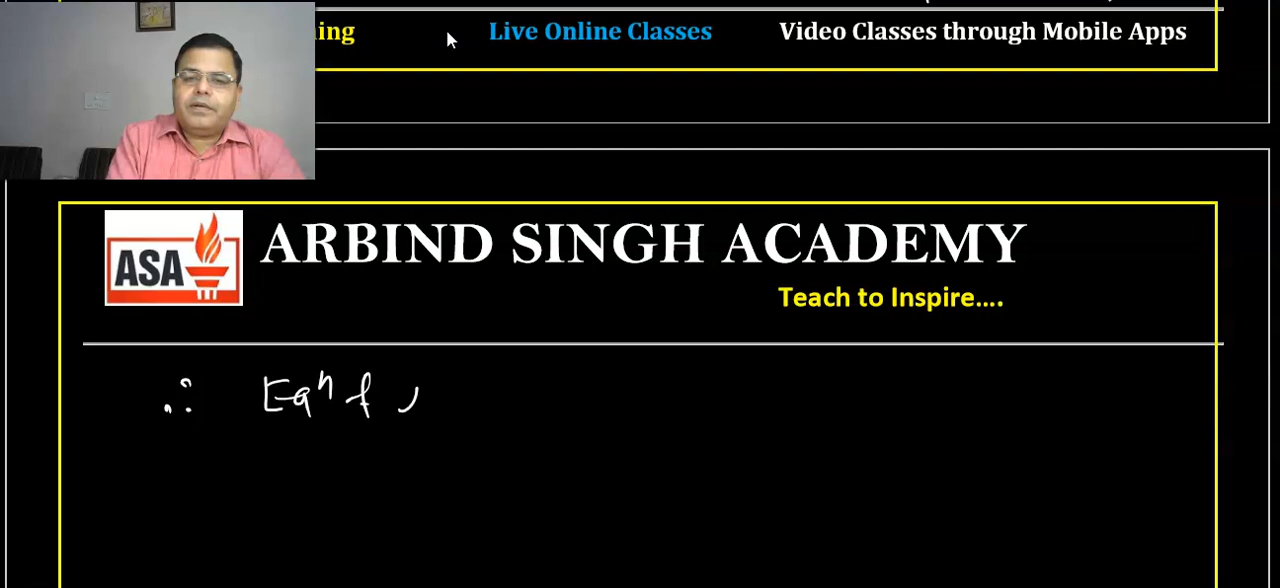 ing
Live Online Classes
Video Classes through Mobile Apps
ASA
ARBIND SINGH ACADEMY
Teach to Inspire....
∴ Eqⁿ of